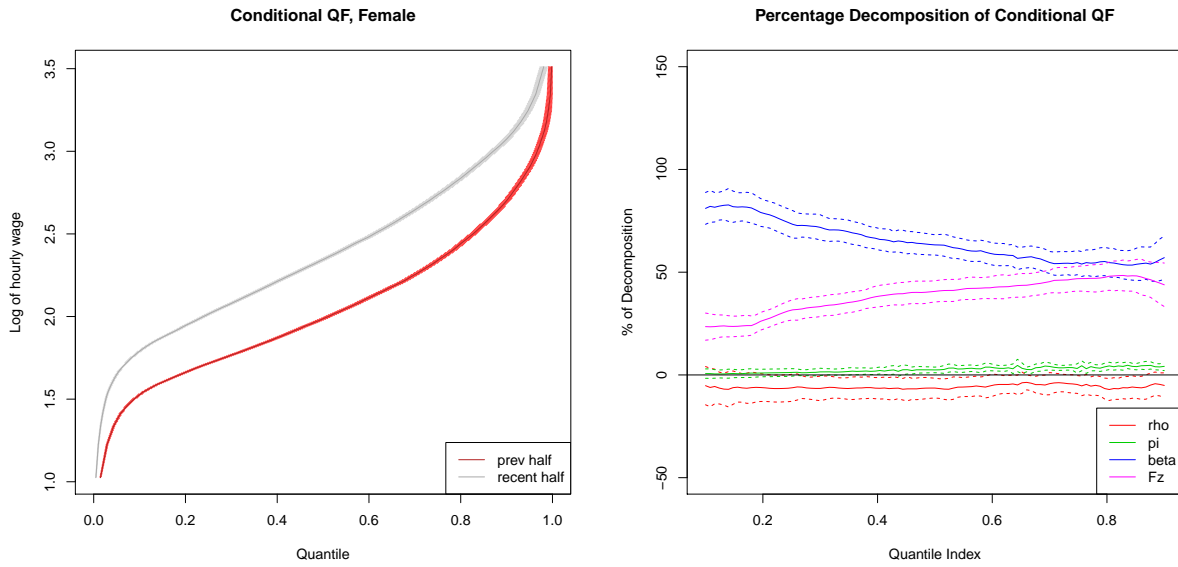 Conditional QF, Female
Log of hourly wage
3.5
3.0
2.5
2.0
1.5
1.0
0.0 0.2 0.4 0.6 0.8 1.0
Quantile
prev half
recent half
Percentage Decomposition of Conditional QF
% of Decomposition
150
100
50
0
−50
0.2 0.4 0.6 0.8
Quantile Index
rho
pi
beta
Fz